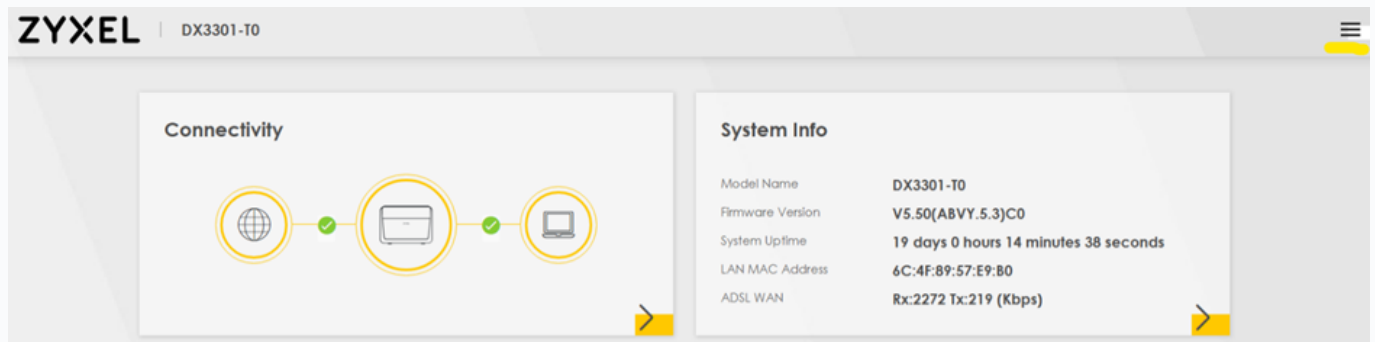 ZYXEL DX3301-T0
Connectivity
System Info
Model Name DX3301-T0
Firmware Version V5.50(ABVY.5.3)C0
System Uptime 19 days 0 hours 14 minutes 38 seconds
LAN MAC Address 6C:4F:89:57:E9:B0
ADSL WAN Rx:2272 Tx:219 (Kbps)